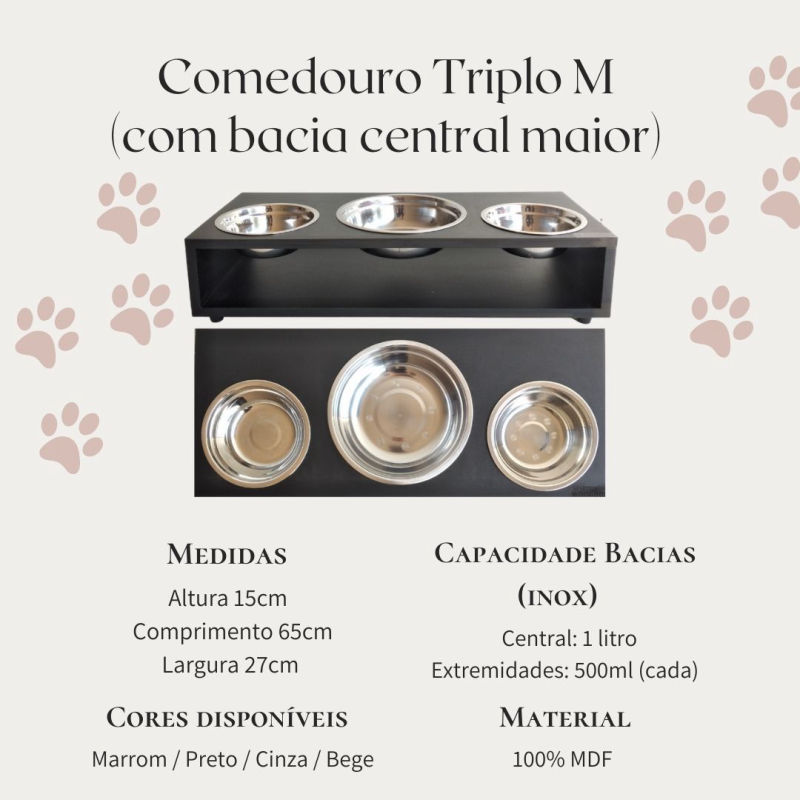 Comedouro Triplo M
(com bacia central maior)
Medidas
Altura 15cm
Comprimento 65cm
Largura 27cm
Capacidade Bacias
(inox)
Central: 1 litro
Extremidades: 500ml (cada)
Cores disponíveis
Marrom / Preto / Cinza / Bege
Material
100% MDF